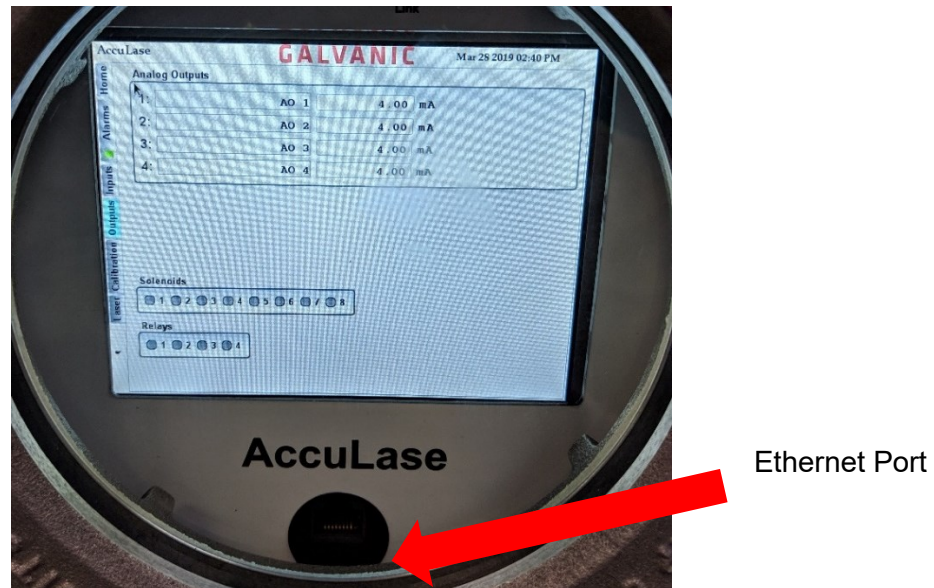 Link
AccuLase GALVANIC Mar 28 2019 02:40 PM
Home
Alarms
Inputs
Outputs
Calibration
Laser
Analog Outputs
1: AO 1 4.00 mA
2: AO 2 4.00 mA
3: AO 3 4.00 mA
4: AO 4 4.00 mA
Solenoids
1 2 3 4 5 6 7 8
Relays
1 2 3 4
AccuLase
Ethernet Port